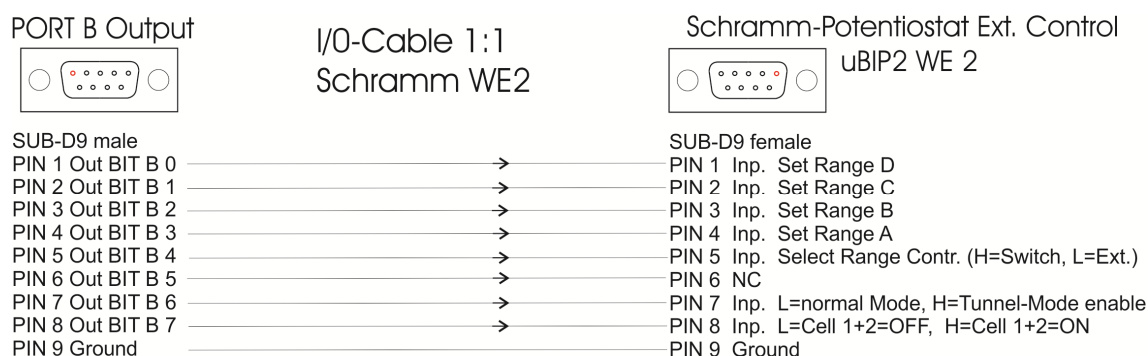 PORT B Output
I/0-Cable 1:1
Schramm WE2
Schramm-Potentiostat Ext. Control
uBIP2 WE 2
SUB-D9 male
PIN 1 Out BIT B 0
PIN 2 Out BIT B 1
PIN 3 Out BIT B 2
PIN 4 Out BIT B 3
PIN 5 Out BIT B 4
PIN 6 Out BIT B 5
PIN 7 Out BIT B 6
PIN 8 Out BIT B 7
PIN 9 Ground
SUB-D9 female
PIN 1 Inp. Set Range D
PIN 2 Inp. Set Range C
PIN 3 Inp. Set Range B
PIN 4 Inp. Set Range A
PIN 5 Inp. Select Range Contr. (H=Switch, L=Ext.)
PIN 6 NC
PIN 7 Inp. L=normal Mode, H=Tunnel-Mode enable
PIN 8 Inp. L=Cell 1+2=OFF, H=Cell 1+2=ON
PIN 9 Ground